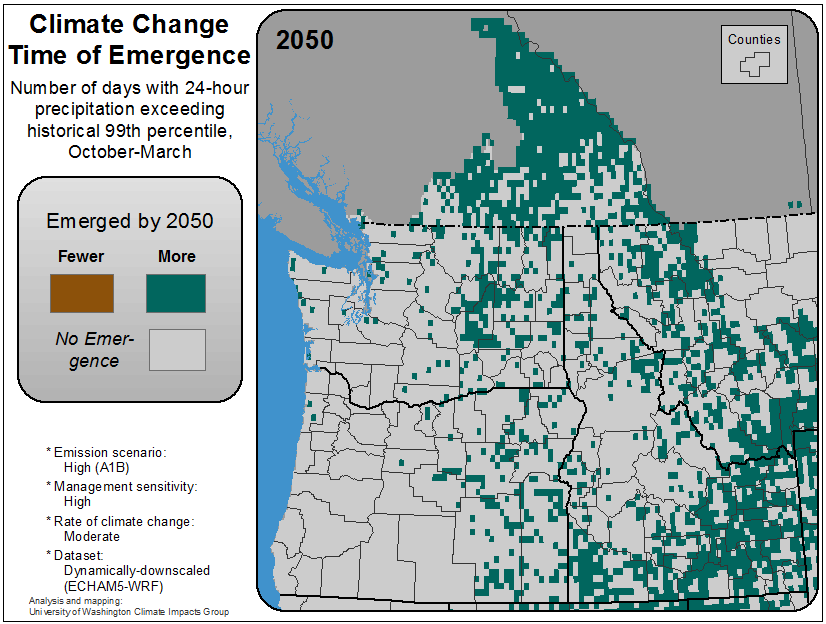 Climate Change
Time of Emergence
Number of days with 24-hour
precipitation exceeding
historical 99th percentile,
October-March
Emerged by 2050
Fewer
More
No Emer-
gence
* Emission scenario:
High (A1B)
* Management sensitivity:
High
* Rate of climate change:
Moderate
* Dataset:
Dynamically-downscaled
(ECHAM5-WRF)
Analysis and mapping:
University of Washington Climate Impacts Group
2050
Counties